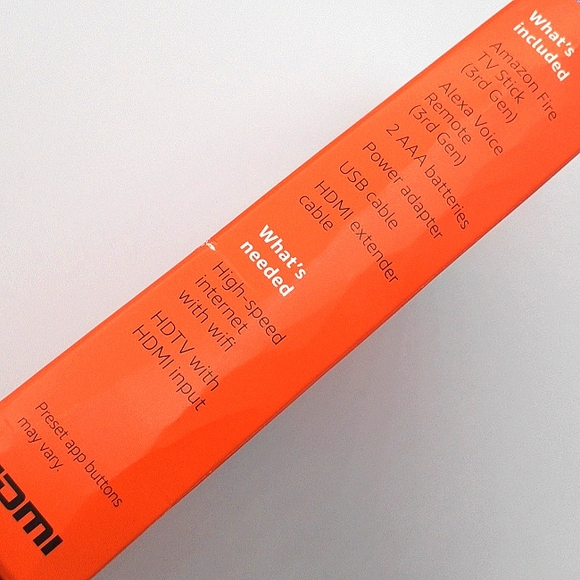 What's
included
Amazon Fire
TV Stick
(3rd Gen)
Alexa Voice
Remote
(3rd Gen)
2 AAA batteries
Power adapter
USB cable
HDMI extender
cable
What's
needed
High-speed
internet
with wifi
HDTV with
HDMI input
Preset app buttons
may vary.